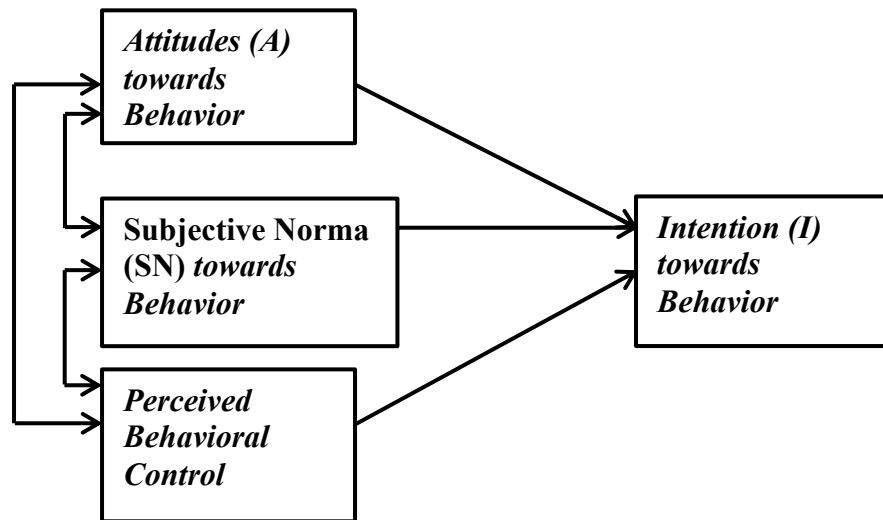 Attitudes (A)
towards
Behavior
Subjective Norma
(SN) towards
Behavior
Perceived
Behavioral
Control
Intention (I)
towards
Behavior